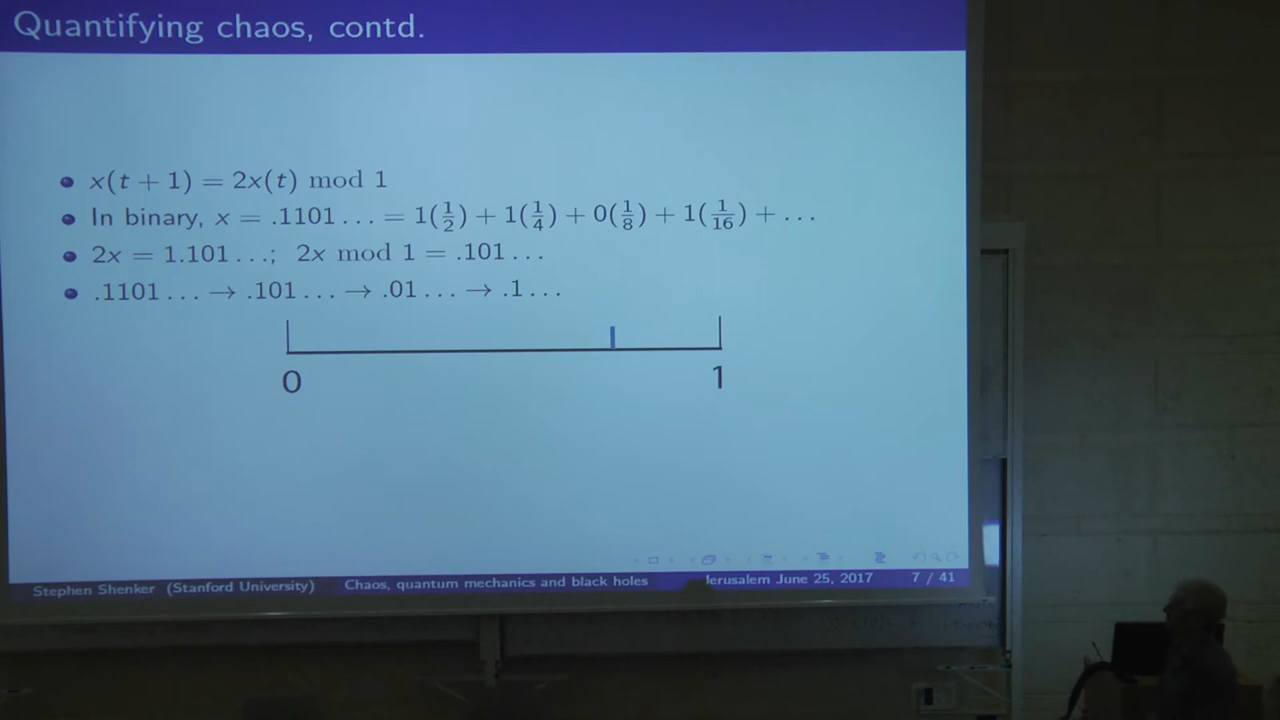 Quantifying chaos, contd.
x(t + 1) = 2x(t) mod 1
In binary, x = .1101 . . . = 1(1/2) + 1(1/4) + 0(1/8) + 1(1/16) + . . .
2x = 1.101 . . .; 2x mod 1 = .101 . . .
.1101 . . . → .101 . . . → .01 . . . → .1 . . .
0 1
Stephen Shenker (Stanford University) Chaos, quantum mechanics and black holes Jerusalem June 25, 2017 7 / 41